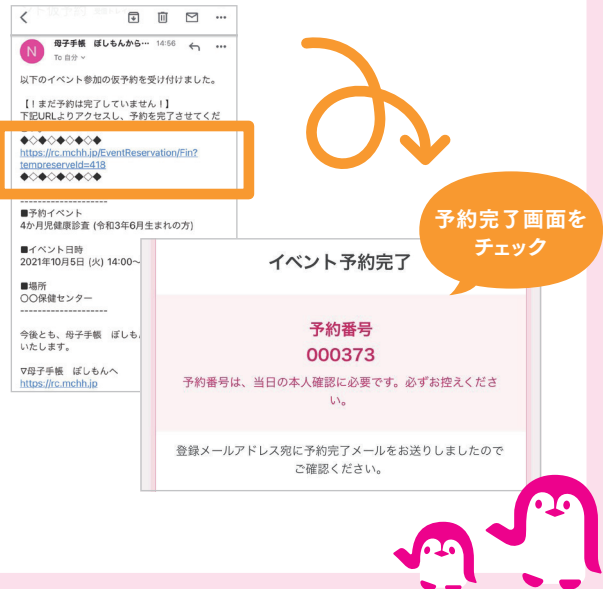 N
母子手帳 ぼしもんから… 14:56
To 自分
以下のイベント参加の仮予約を受け付けました。
【!まだ予約は完了していません!】
下記URLよりアクセスし、予約を完了させてくだ
◆◇◆◇◆◇◆
https://rc.mchh.jp/EventReservation/Fin?
tempreserveId=418
◆◇◆◇◆◇◆
--------------------
■予約イベント
4か月児健康診査 (令和3年6月生まれの方)
■イベント日時
2021年10月5日 (火) 14:00～
■場所
〇〇保健センター
--------------------
今後とも、母子手帳 ぼしも
いたします。
▽母子手帳 ぼしもんへ
https://rc.mchh.jp
予約完了画面を
チェック
イベント予約完了
予約番号
000373
予約番号は、当日の本人確認に必要です。必ずお控えくださ
い。
登録メールアドレス宛に予約完了メールをお送りしましたので
ご確認ください。